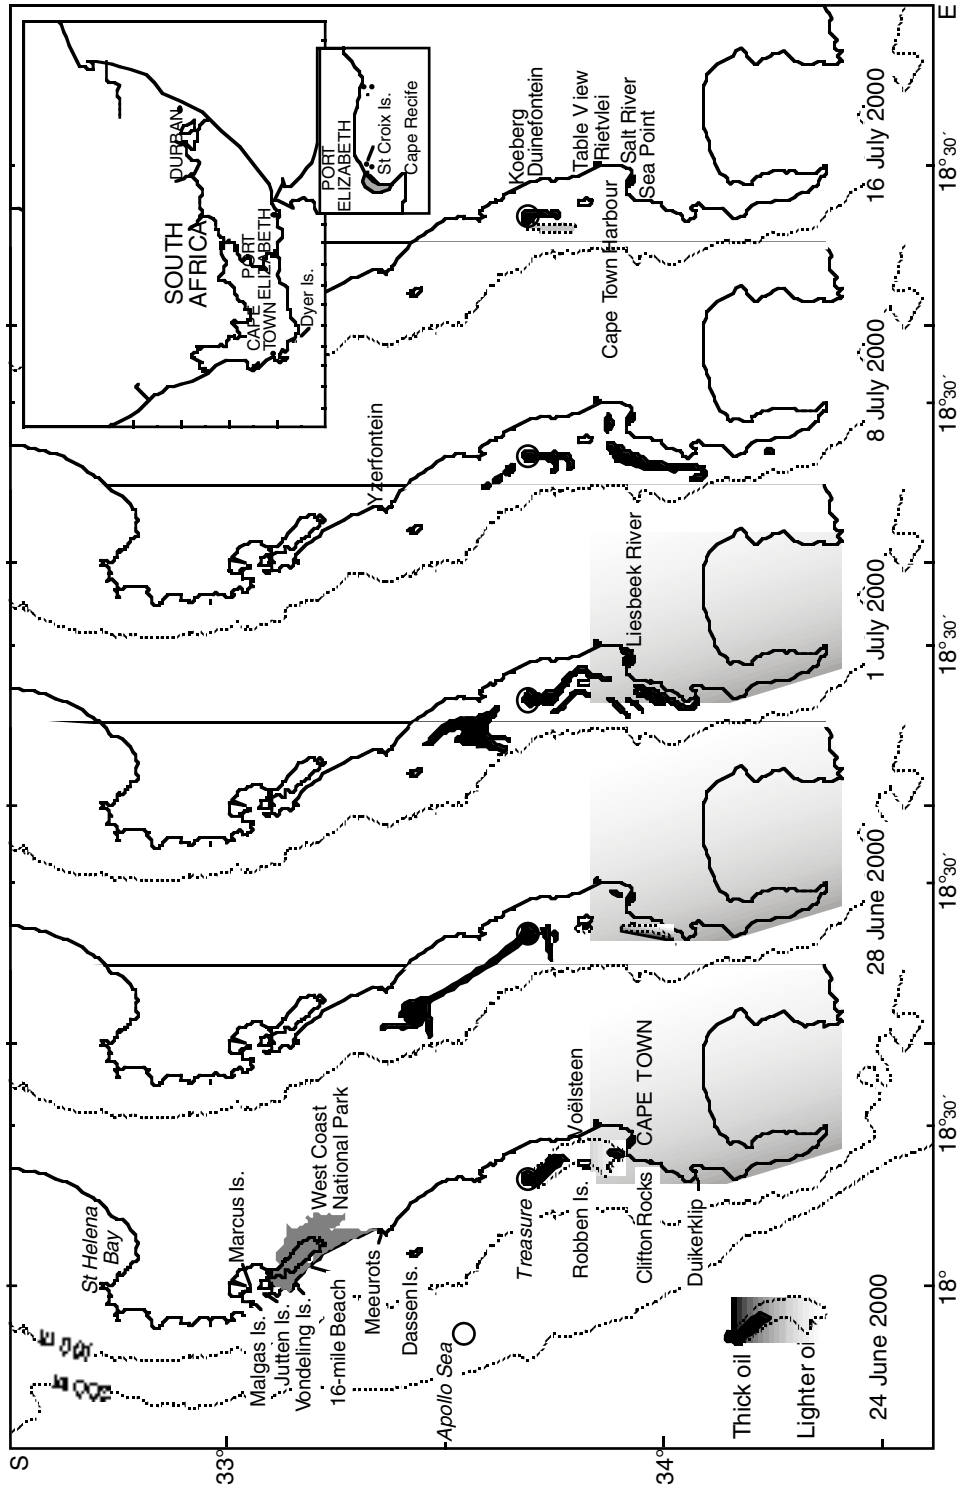 S
33°
34°
E
St Helena
Bay
Malgas Is.
Marcus Is.
Jutten Is.
Vondeling Is.
16-mile Beach
West Coast
National Park
Meeurots
Dassen Is.
Apollo Sea
Treasure
Robben Is.
Voëlsteen
Clifton Rocks
CAPE TOWN
Duikerklip
Thick oil
Lighter oil
24 June 2000
28 June 2000
1 July 2000
8 July 2000
16 July 2000
18°
18°30´
18°30´
18°30´
18°30´
18°30´
Liesbeek River
Yzerfontein
Cape Town Harbour
Koeberg
Duinefontein
Table View
Rietvlei
Salt River
Sea Point
SOUTH
AFRICA
DURBAN
CAPE
TOWN
PORT
ELIZABETH
Dyer Is.
PORT
ELIZABETH
St Croix Is.
Cape Recife